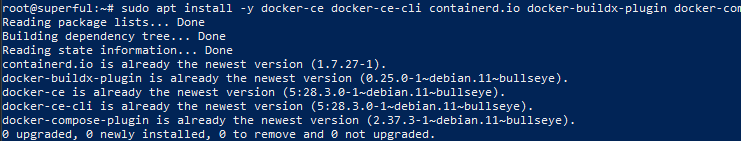 root@superful:~# sudo apt install -y docker-ce docker-ce-cli containerd.io docker-buildx-plugin docker-com
Reading package lists... Done
Building dependency tree... Done
Reading state information... Done
containerd.io is already the newest version (1.7.27-1).
docker-buildx-plugin is already the newest version (0.25.0-1~debian.11~bullseye).
docker-ce is already the newest version (5:28.3.0-1~debian.11~bullseye).
docker-ce-cli is already the newest version (5:28.3.0-1~debian.11~bullseye).
docker-compose-plugin is already the newest version (2.37.3-1~debian.11~bullseye).
0 upgraded, 0 newly installed, 0 to remove and 0 not upgraded.